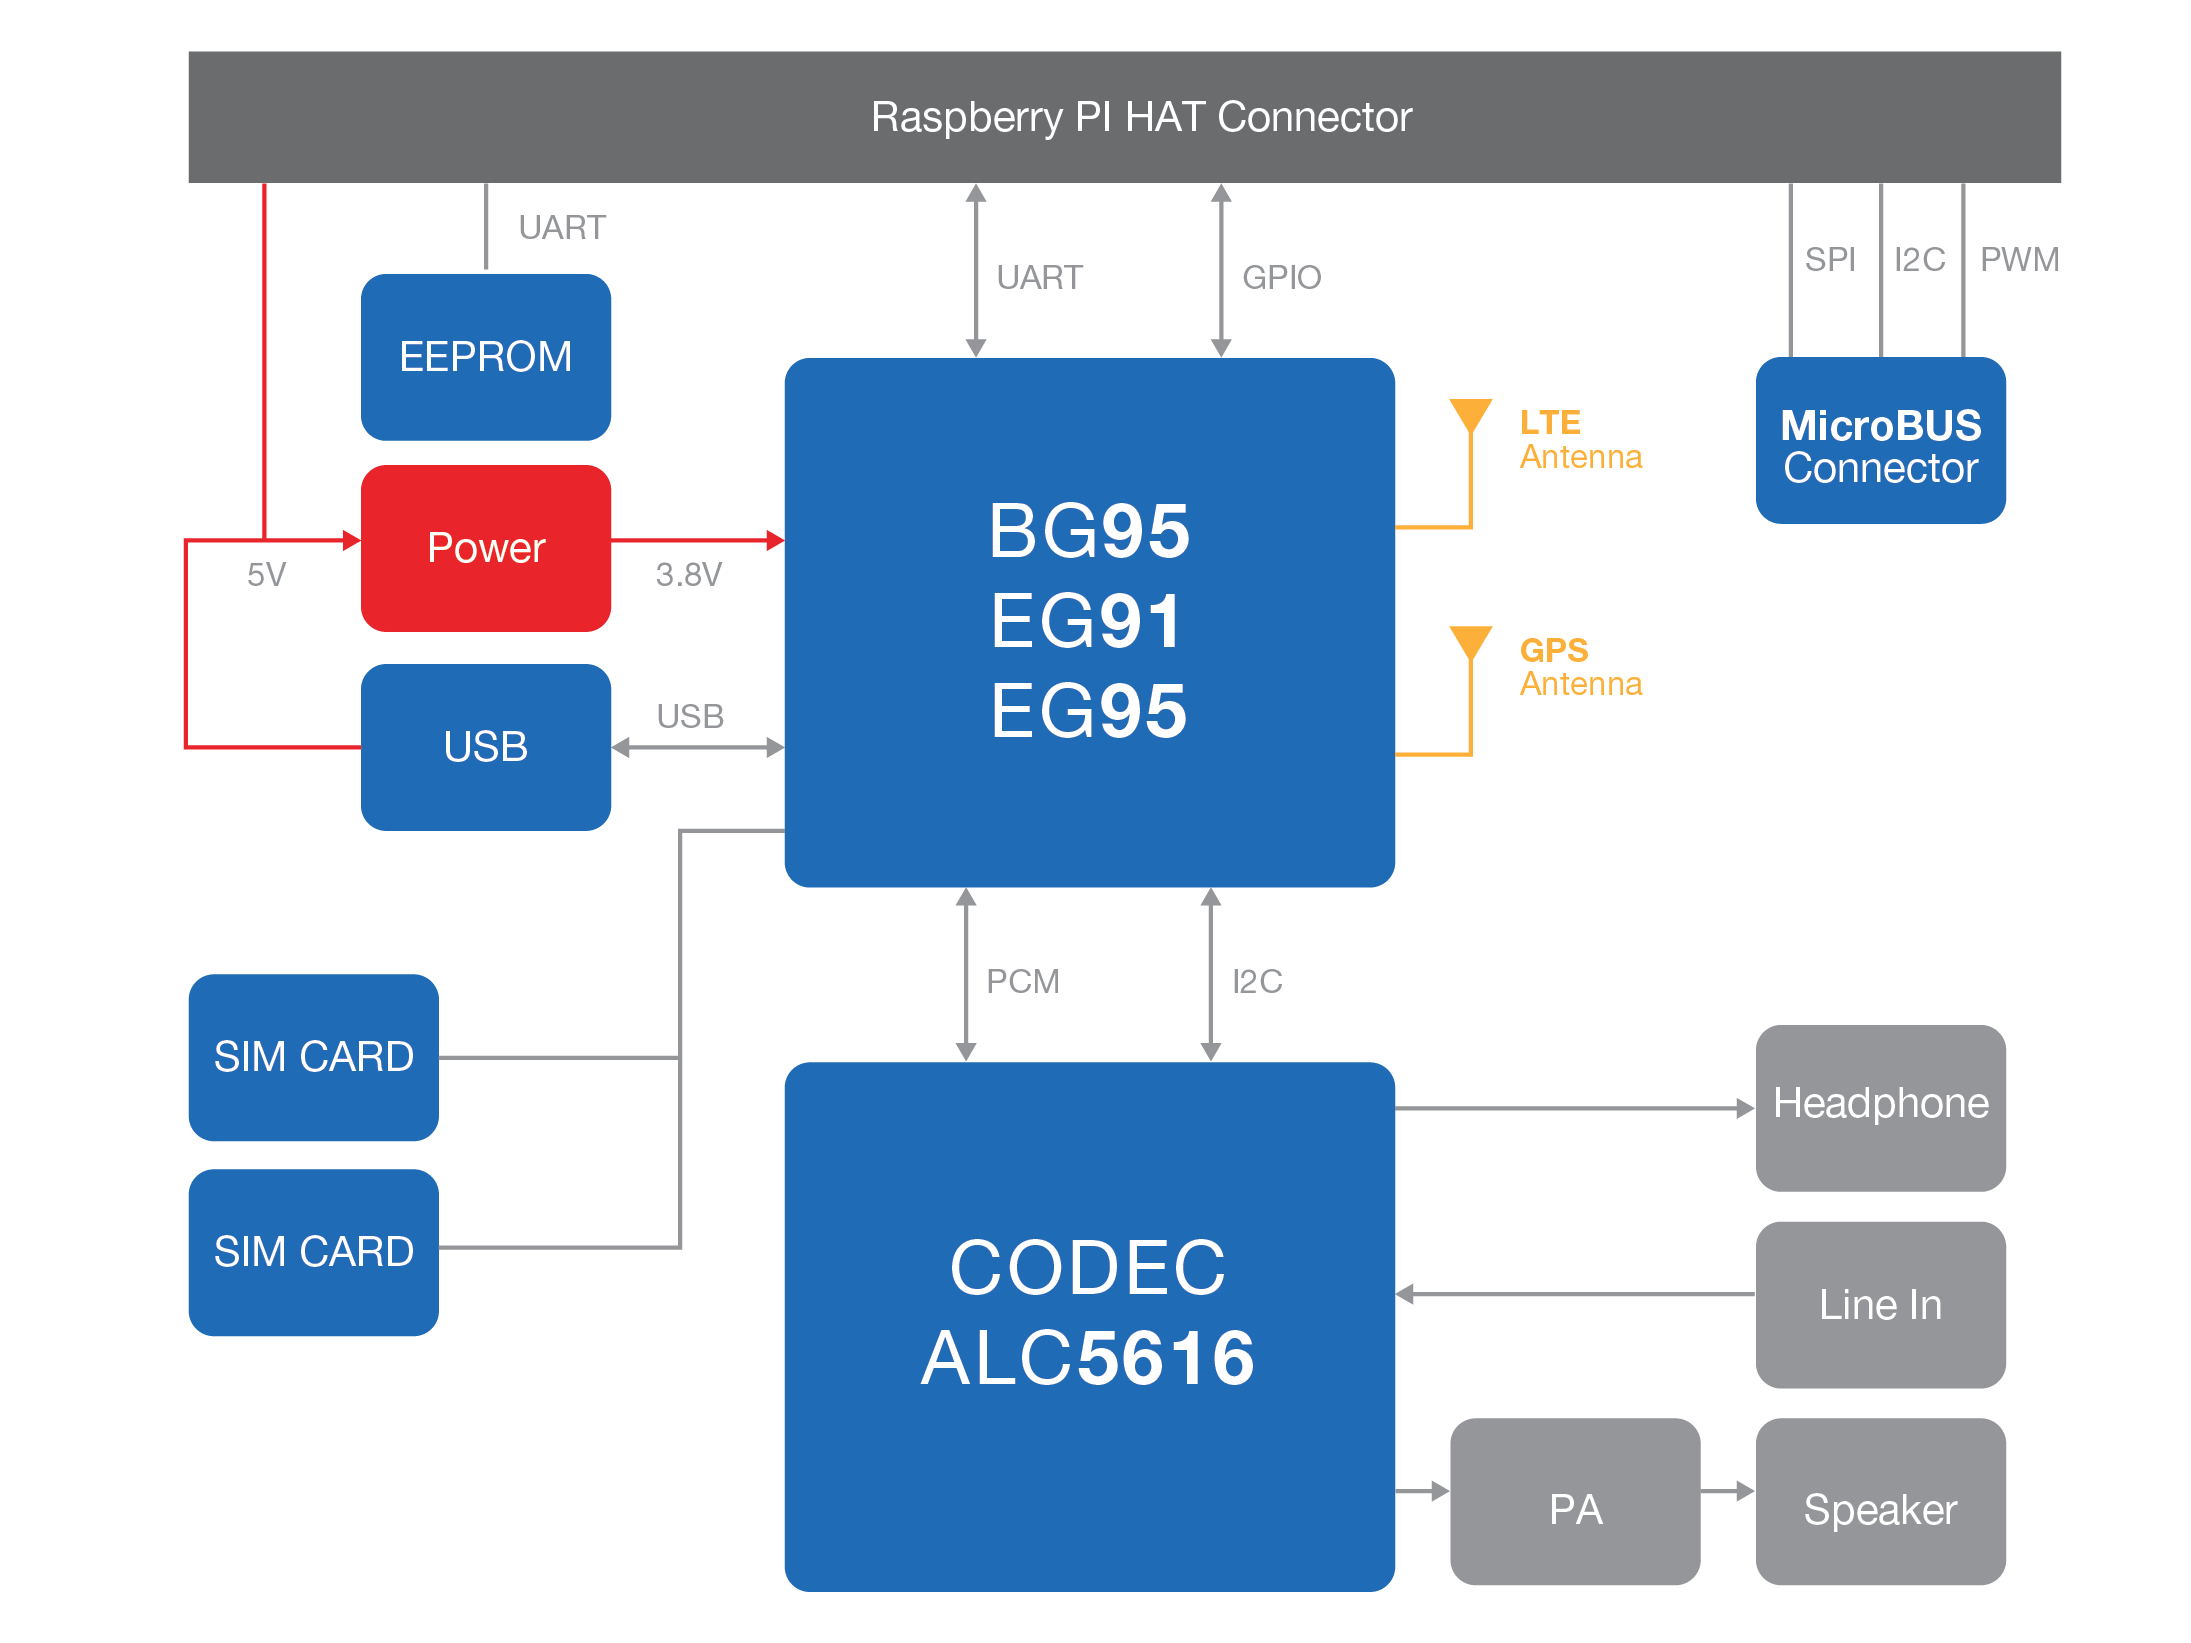 Raspberry PI HAT Connector
UART
UART
GPIO
SPI
I2C
PWM
EEPROM
LTE
Antenna
MicroBUS
Connector
Power
5V
3.8V
BG95
EG91
EG95
GPS
Antenna
USB
USB
PCM
I2C
SIM CARD
SIM CARD
CODEC
ALC5616
Headphone
Line In
PA
Speaker